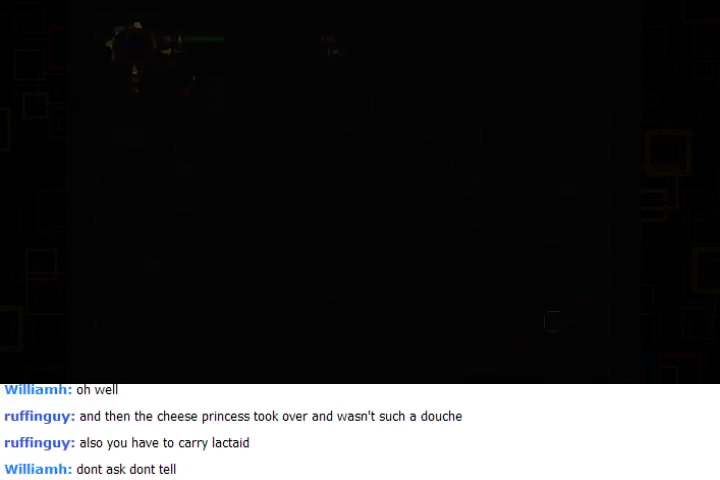 Williamh: oh well
ruffinguy: and then the cheese princess took over and wasn't such a douche
ruffinguy: also you have to carry lactaid
Williamh: dont ask dont tell